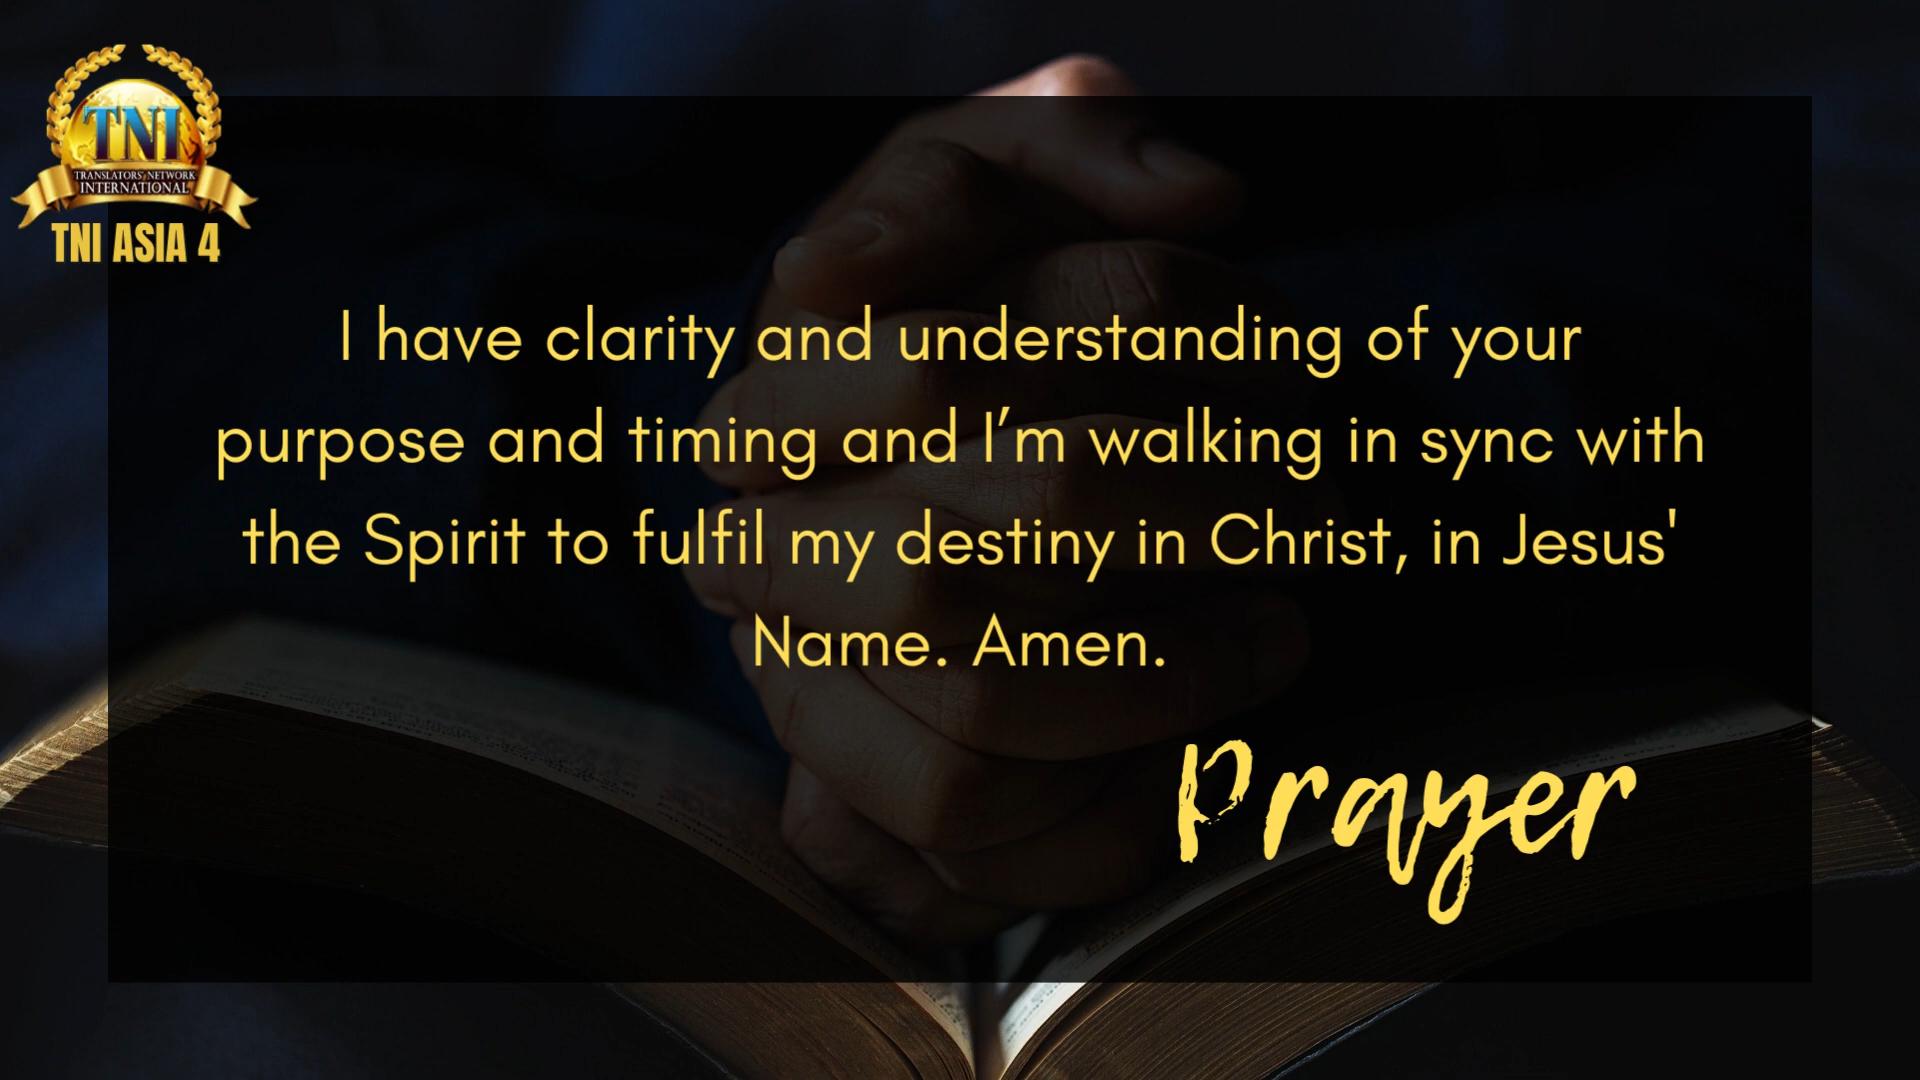 TNI
TRANSLATORS' NETWORK
INTERNATIONAL
TNI ASIA 4
I have clarity and understanding of your
purpose and timing and I’m walking in sync with
the Spirit to fulfil my destiny in Christ, in Jesus'
Name. Amen.
Prayer